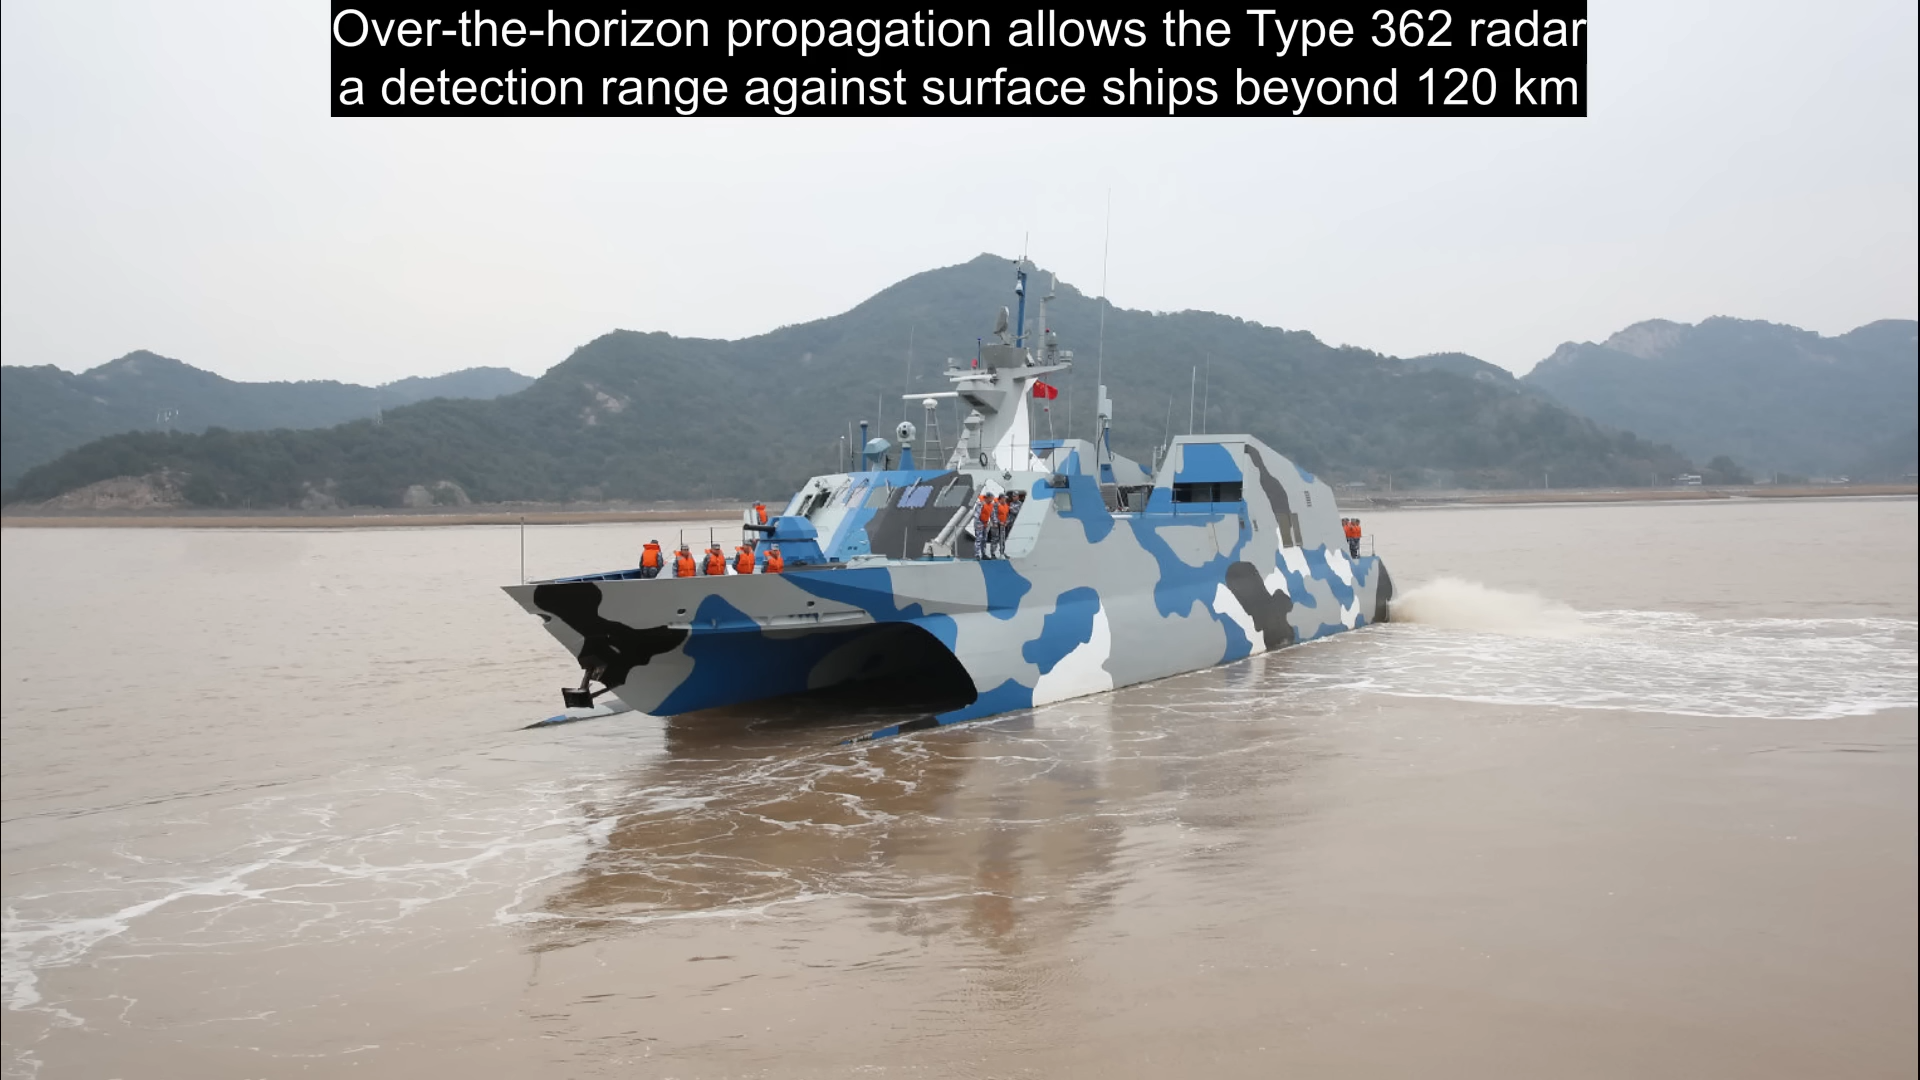 Over-the-horizon propagation allows the Type 362 radar
a detection range against surface ships beyond 120 km